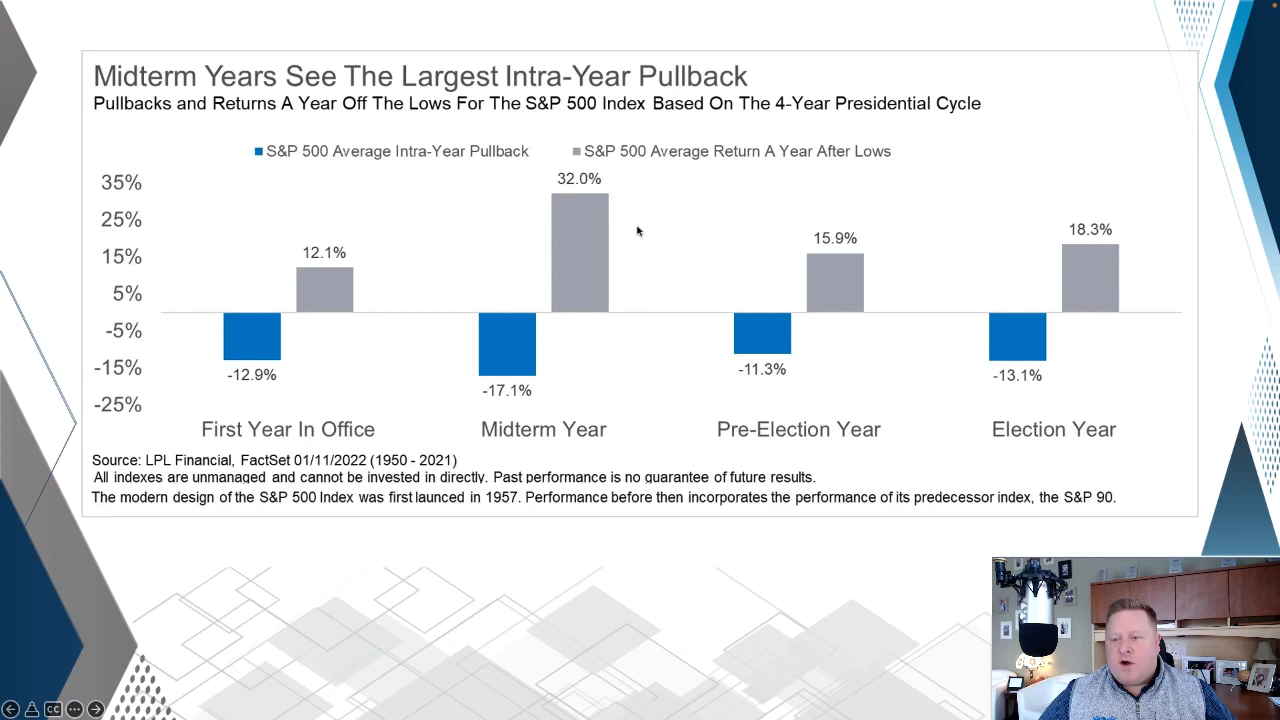 Midterm Years See The Largest Intra-Year Pullback
Pullbacks and Returns A Year Off The Lows For The S&P 500 Index Based On The 4-Year Presidential Cycle
S&P 500 Average Intra-Year Pullback
S&P 500 Average Return A Year After Lows
35%
25%
15%
5%
-5%
-15%
-25%
12.1%
32.0%
15.9%
18.3%
-12.9%
-17.1%
-11.3%
-13.1%
First Year In Office
Midterm Year
Pre-Election Year
Election Year
Source: LPL Financial, FactSet 01/11/2022 (1950 - 2021)
All indexes are unmanaged and cannot be invested in directly. Past performance is no guarantee of future results.
The modern design of the S&P 500 Index was first launched in 1957. Performance before then incorporates the performance of its predecessor index, the S&P 90.
CC